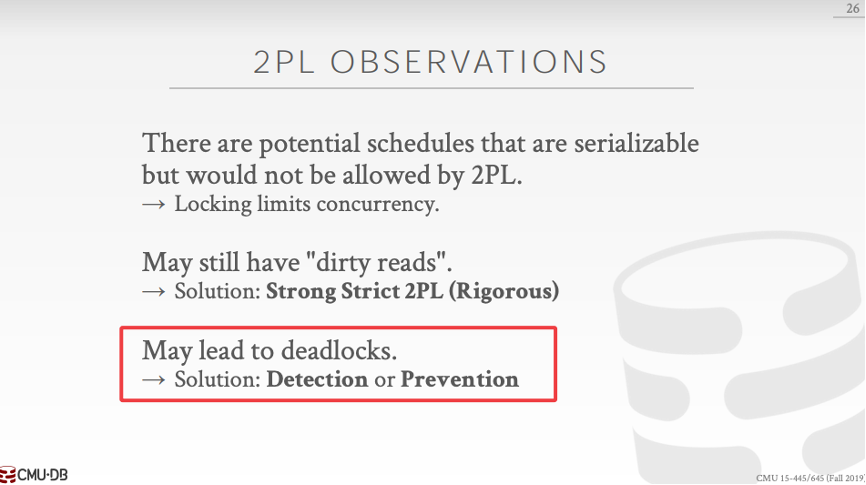 26
2PL OBSERVATIONS
There are potential schedules that are serializable
but would not be allowed by 2PL.
→ Locking limits concurrency.
May still have "dirty reads".
→ Solution: Strong Strict 2PL (Rigorous)
May lead to deadlocks.
→ Solution: Detection or Prevention
CMU·DB
CMU 15-445/645 (Fall 2019)